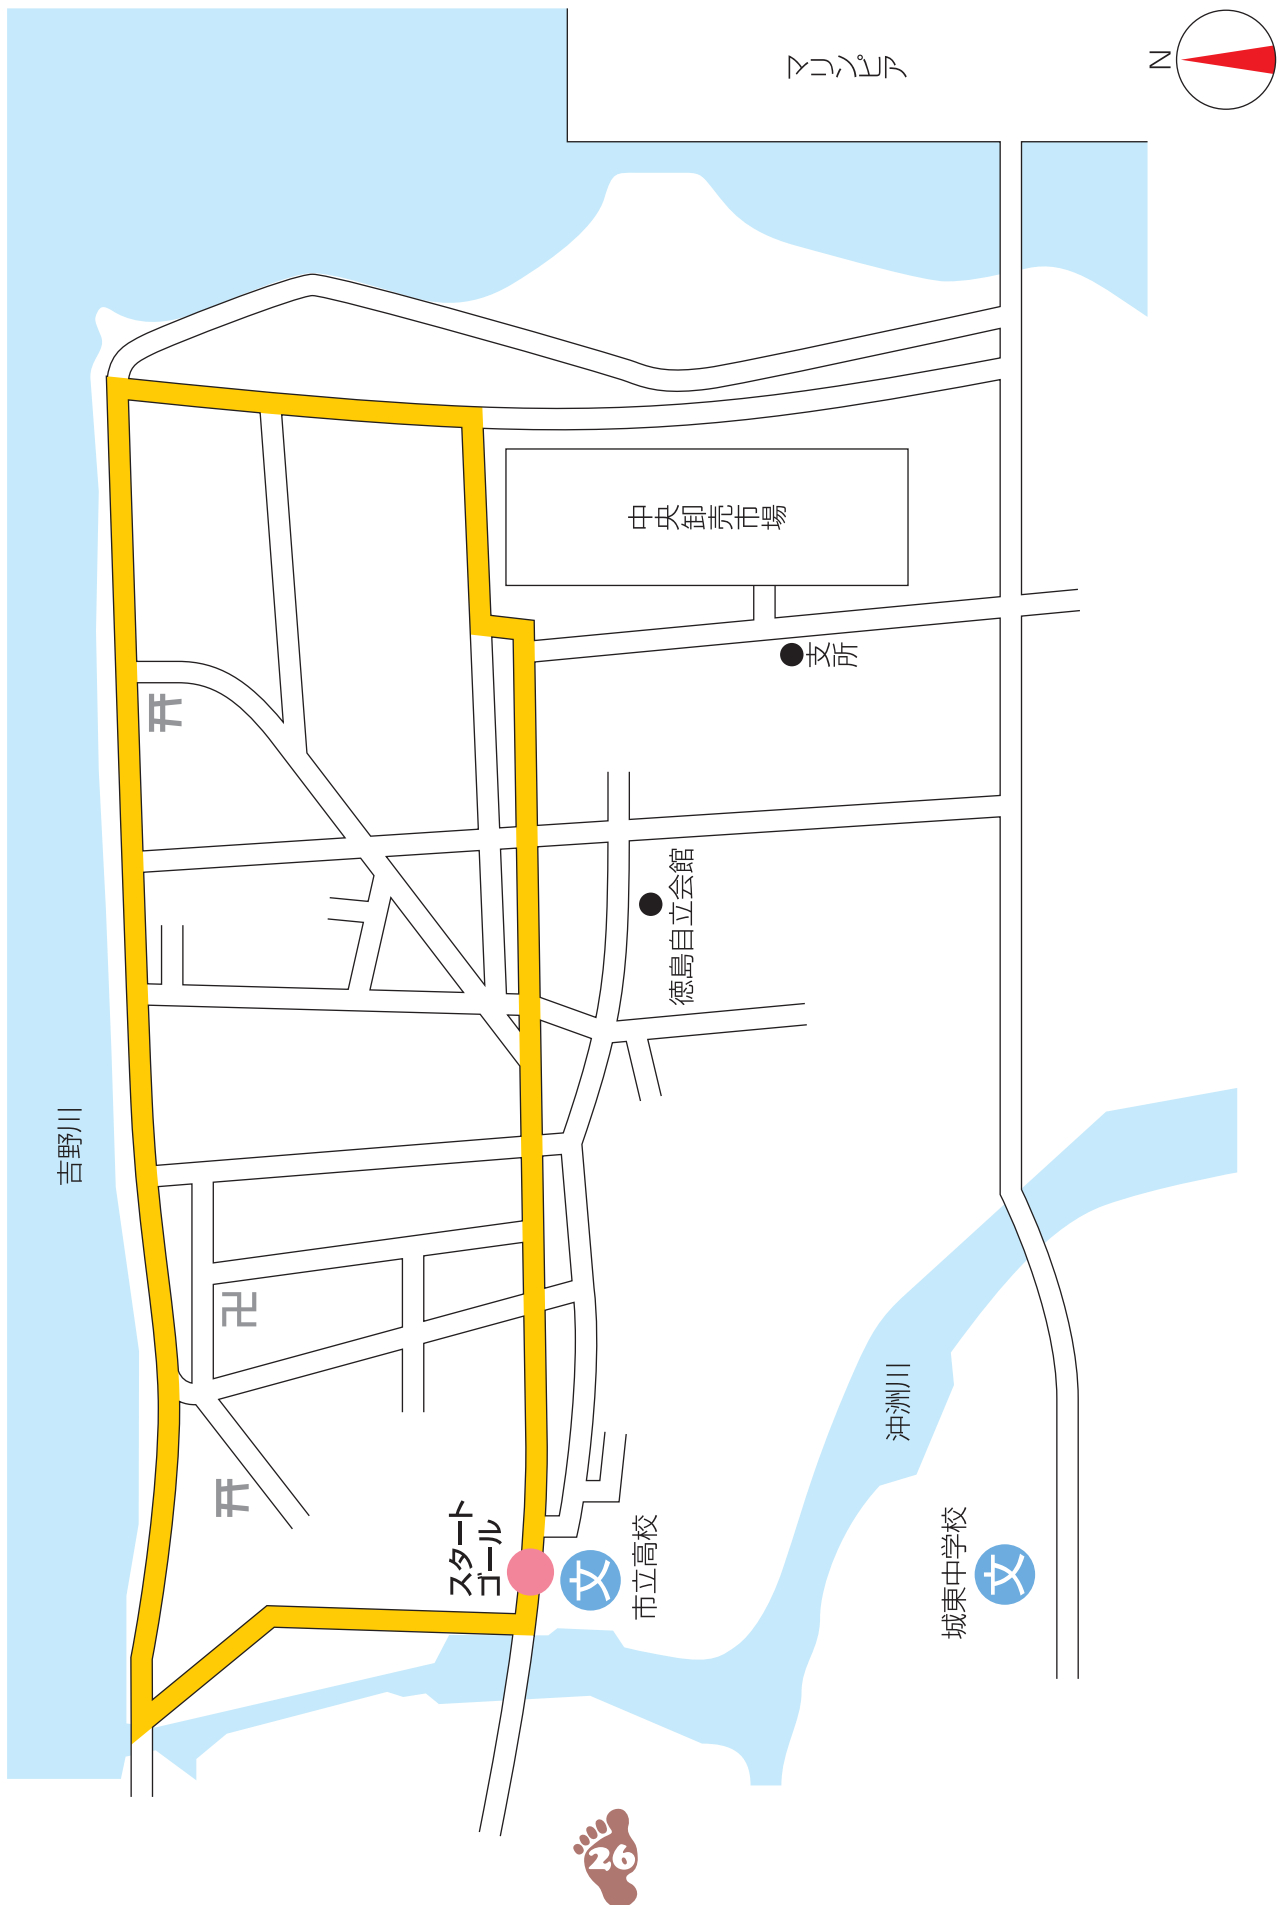 マリンピア
N
中央卸売市場
支所
徳島自立会館
吉野川
沖洲川
スタート
ゴール
文
市立高校
文
城東中学校
26